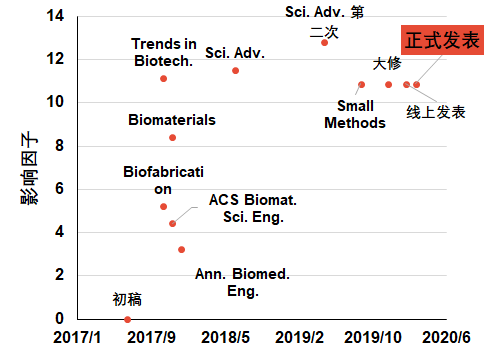 Sci. Adv. 第
二次
14
正式发表
Trends in
Biotech.
Sci. Adv.
大修
12
10
Small
Methods
线上发表
Biomaterials
8
影响因子
Biofabricati
on
6
ACS Biomat.
Sci. Eng.
4
Ann. Biomed.
Eng.
2
初稿
0
2017/1
2017/9
2018/5
2019/2
2019/10
2020/6